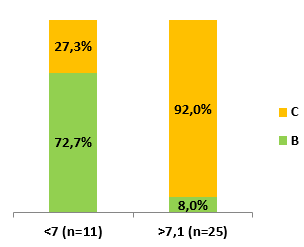 27,3%
92,0%
72,7%
8,0%
C
B
<7 (n=11)
>7,1 (n=25)